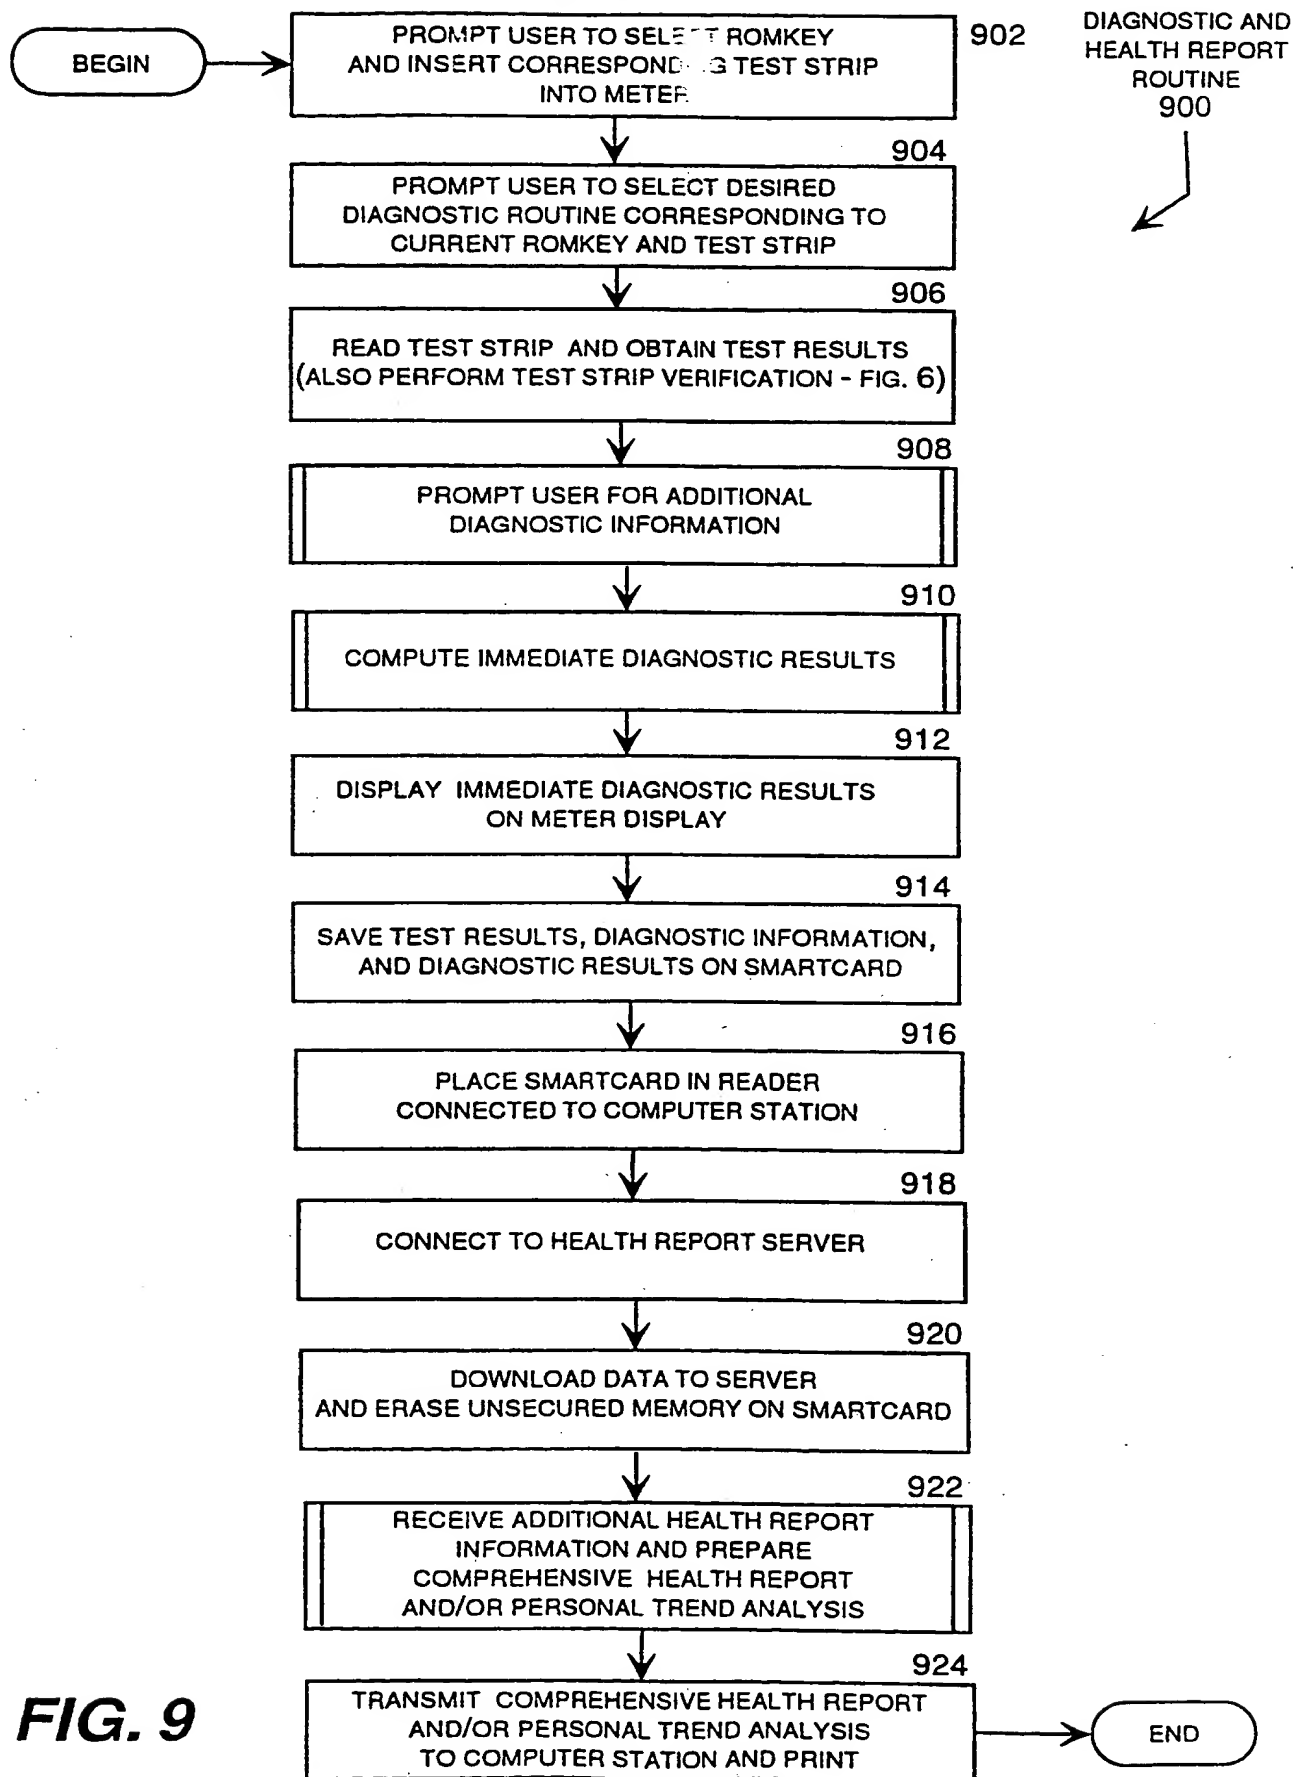 BEGIN
PROMPT USER TO SELECT ROMKEY
AND INSERT CORRESPONDING TEST STRIP
INTO METER
902
DIAGNOSTIC AND
HEALTH REPORT
ROUTINE
900
904
PROMPT USER TO SELECT DESIRED
DIAGNOSTIC ROUTINE CORRESPONDING TO
CURRENT ROMKEY AND TEST STRIP
906
READ TEST STRIP AND OBTAIN TEST RESULTS
(ALSO PERFORM TEST STRIP VERIFICATION - FIG. 6)
908
PROMPT USER FOR ADDITIONAL
DIAGNOSTIC INFORMATION
910
COMPUTE IMMEDIATE DIAGNOSTIC RESULTS
912
DISPLAY IMMEDIATE DIAGNOSTIC RESULTS
ON METER DISPLAY
914
SAVE TEST RESULTS, DIAGNOSTIC INFORMATION,
AND DIAGNOSTIC RESULTS ON SMARTCARD
916
PLACE SMARTCARD IN READER
CONNECTED TO COMPUTER STATION
918
CONNECT TO HEALTH REPORT SERVER
920
DOWNLOAD DATA TO SERVER
AND ERASE UNSECURED MEMORY ON SMARTCARD
922
RECEIVE ADDITIONAL HEALTH REPORT
INFORMATION AND PREPARE
COMPREHENSIVE HEALTH REPORT
AND/OR PERSONAL TREND ANALYSIS
924
TRANSMIT COMPREHENSIVE HEALTH REPORT
AND/OR PERSONAL TREND ANALYSIS
TO COMPUTER STATION AND PRINT
END
FIG. 9